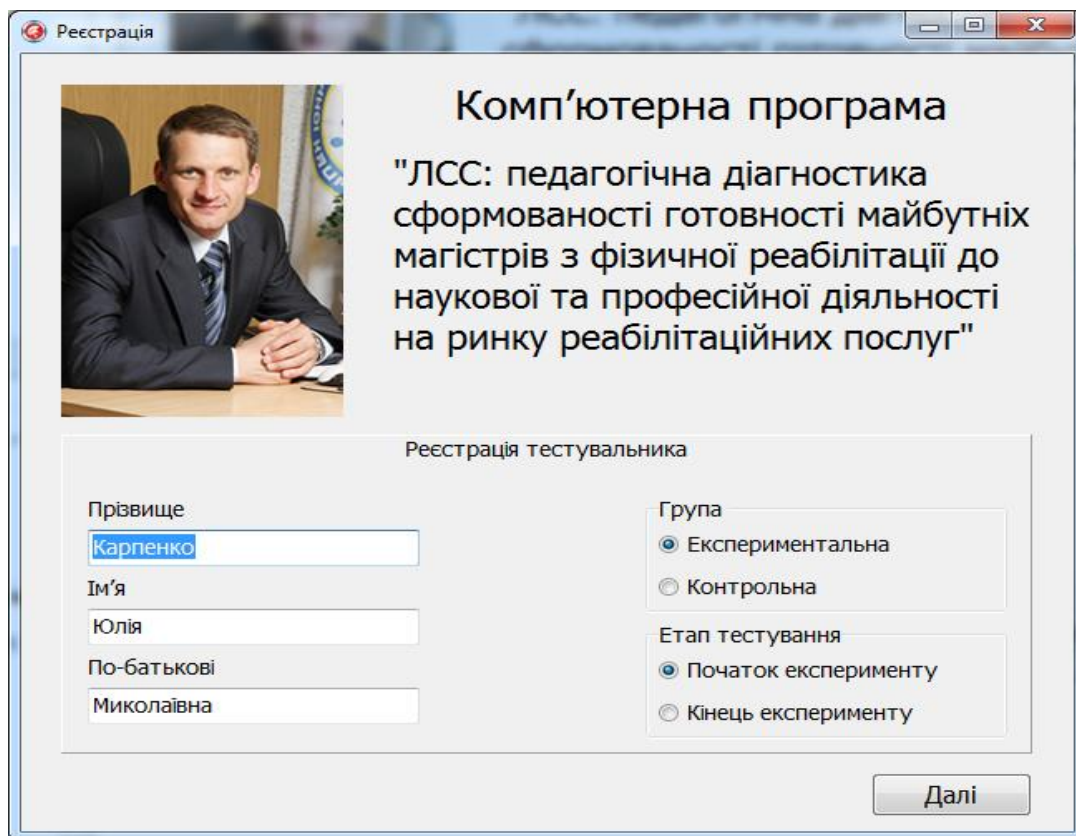 Реєстрація
Комп'ютерна програма
"ЛСС: педагогічна діагностика
сформованості готовності майбутніх
магістрів з фізичної реабілітації до
наукової та професійної діяльності
на ринку реабілітаційних послуг"
Реєстрація тестувальника
Прізвище
Карпенко
Ім'я
Юлія
По-батькові
Миколаївна
Група
Експериментальна
Контрольна
Етап тестування
Початок експерименту
Кінець експерименту
Далі